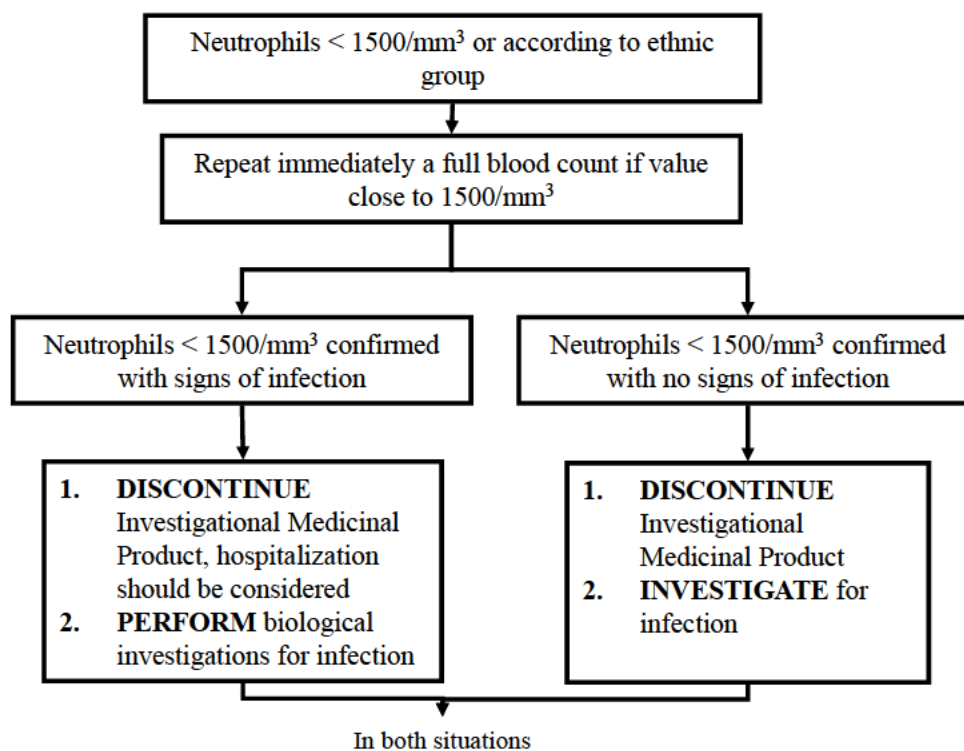 Neutrophils < 1500/mm³ or according to ethnic
group
Repeat immediately a full blood count if value
close to 1500/mm³
Neutrophils < 1500/mm³ confirmed
with signs of infection
Neutrophils < 1500/mm³ confirmed
with no signs of infection
1. DISCONTINUE
Investigational Medicinal
Product, hospitalization
should be considered
2. PERFORM biological
investigations for infection
1. DISCONTINUE
Investigational
Medicinal Product
2. INVESTIGATE for
infection
In both situations